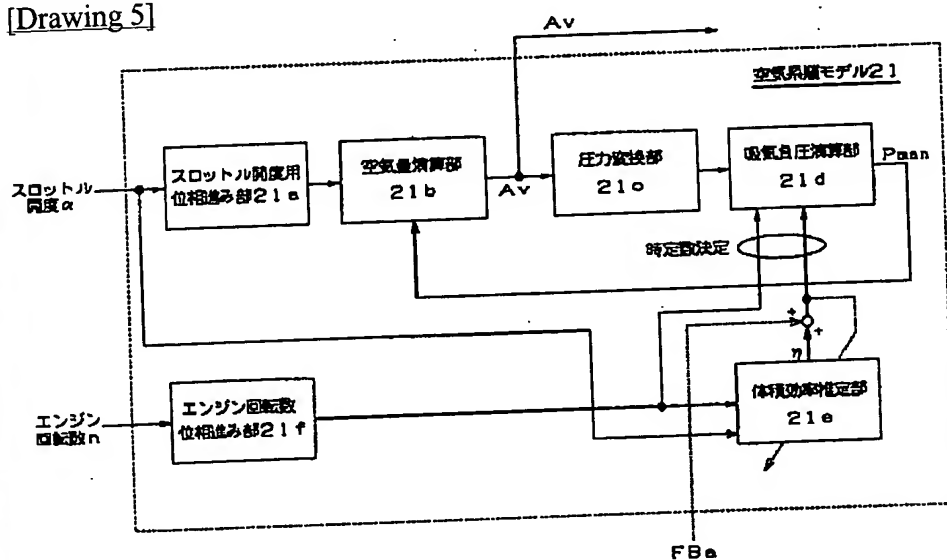 [Drawing 5]
Av
空気系順モデル21
スロットル
開度α
スロットル開度用
位相進み部21a
空気量演算部
21b
Av
圧力変換部
21c
吸気負圧演算部
21d
Pman
時定数決定
+
+
η
エンジン
回転数n
エンジン回転数
位相進み部21f
体積効率推定部
21e
FBa